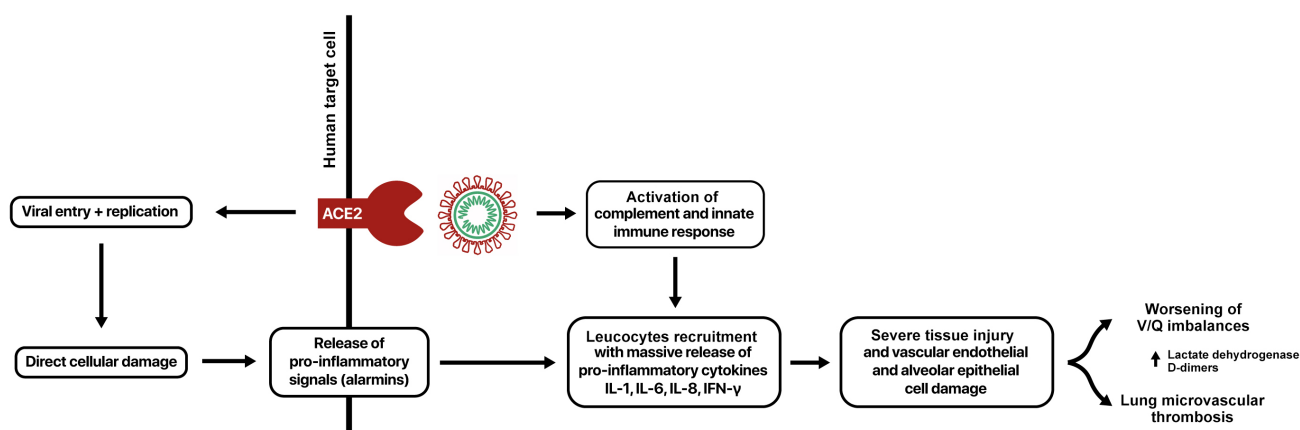 Human target cell
Viral entry + replication
ACE2
Activation of
complement and innate
immune response
Direct cellular damage
Release of
pro-inflammatory
signals (alarmins)
Leucocytes recruitment
with massive release of
pro-inflammatory cytokines
IL-1, IL-6, IL-8, IFN-γ
Severe tissue injury
and vascular endothelial
and alveolar epithelial
cell damage
Worsening of
V/Q imbalances
Lactate dehydrogenase
D-dimers
Lung microvascular
thrombosis